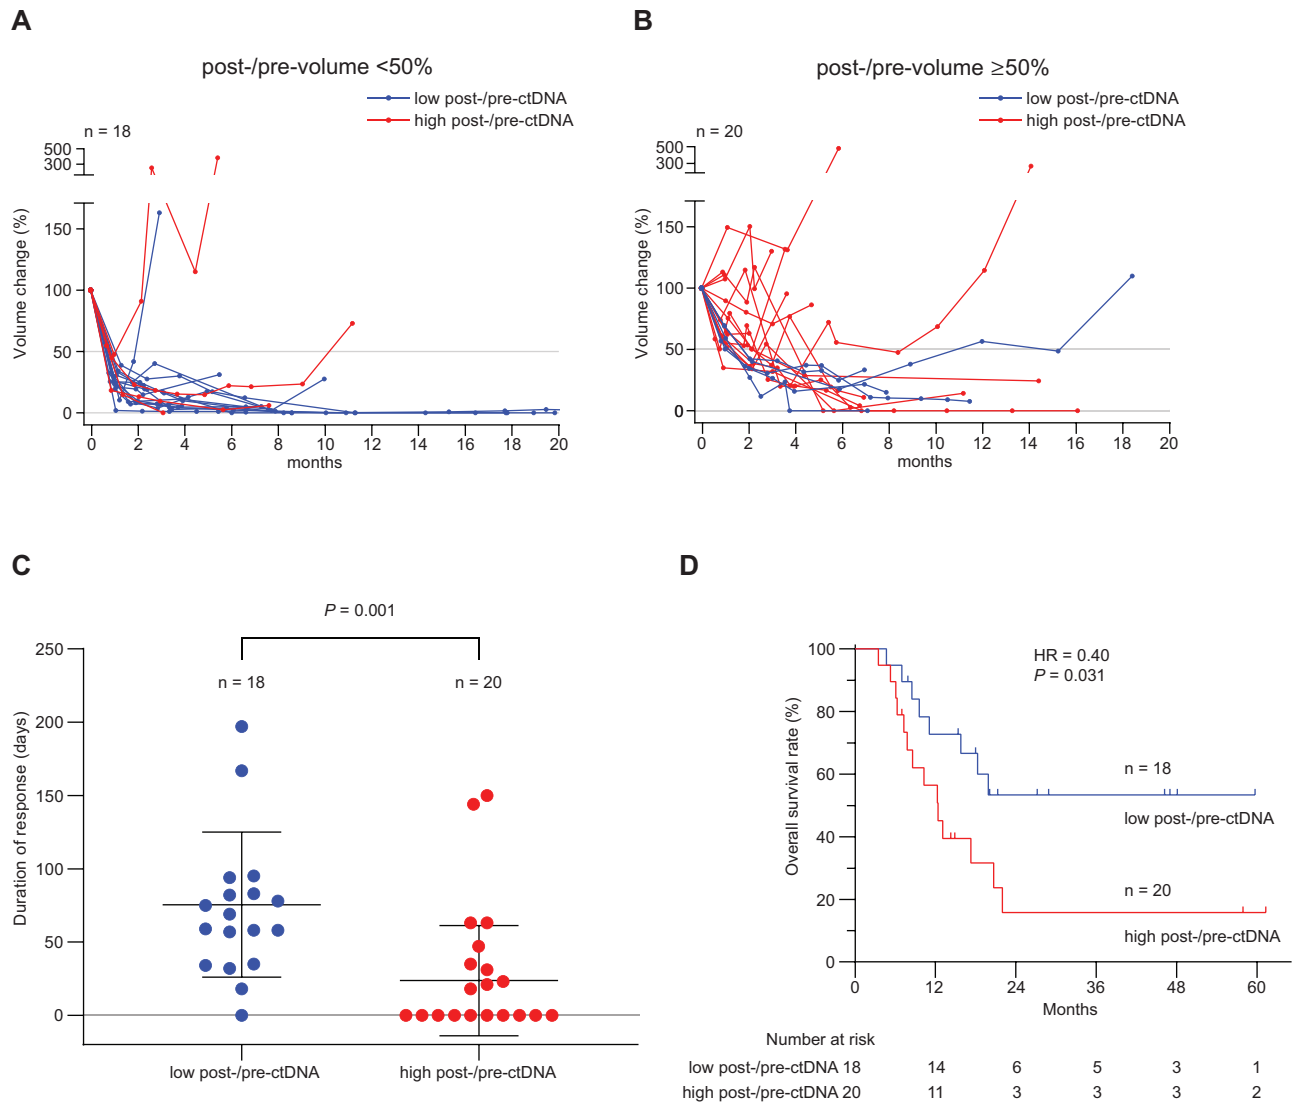 A
post-/pre-volume <50%
low post-/pre-ctDNA
high post-/pre-ctDNA
n = 18
500
300
150
100
50
0
Volume change (%)
0 2 4 6 8 10 12 14 16 18 20
months
B
post-/pre-volume ≥50%
low post-/pre-ctDNA
high post-/pre-ctDNA
n = 20
500
300
150
100
50
0
Volume change (%)
0 2 4 6 8 10 12 14 16 18 20
months
C
P = 0.001
n = 18 n = 20
250
200
150
100
50
0
Duration of response (days)
low post-/pre-ctDNA high post-/pre-ctDNA
D
HR = 0.40
P = 0.031
100
80
60
40
20
0
Overall survival rate (%)
n = 18
low post-/pre-ctDNA
n = 20
high post-/pre-ctDNA
0 12 24 36 48 60
Months
Number at risk
low post-/pre-ctDNA 18 14 6 5 3 1
high post-/pre-ctDNA 20 11 3 3 3 2